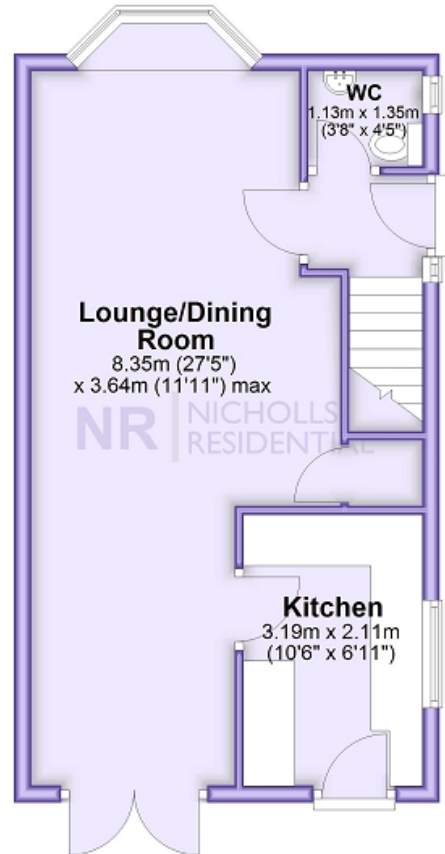 WC
1.13m x 1.35m
(3'8" x 4'5")
Lounge/Dining
Room
8.35m (27'5")
x 3.64m (11'11") max
NR NICHOLLS
RESIDENTIAL
Kitchen
3.19m x 2.11m
(10'6" x 6'11")